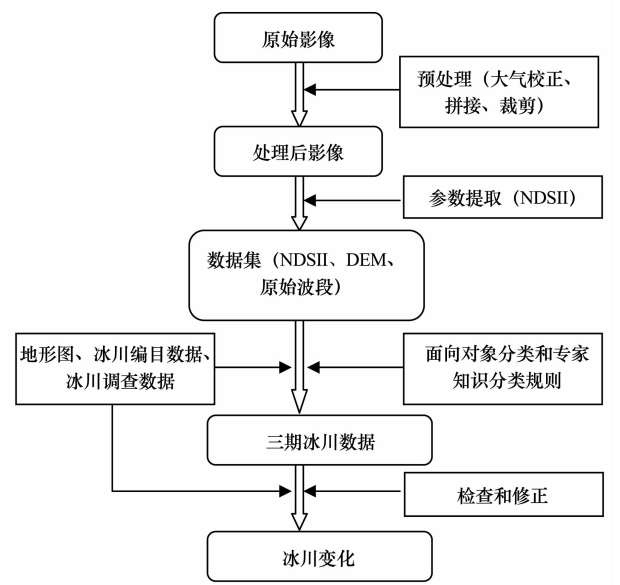 原始影像
预处理（大气校正、
拼接、裁剪）
处理后影像
参数提取（NDSII）
数据集（NDSII、DEM、
原始波段）
地形图、冰川编目数据、
冰川调查数据
面向对象分类和专家
知识分类规则
三期冰川数据
检查和修正
冰川变化